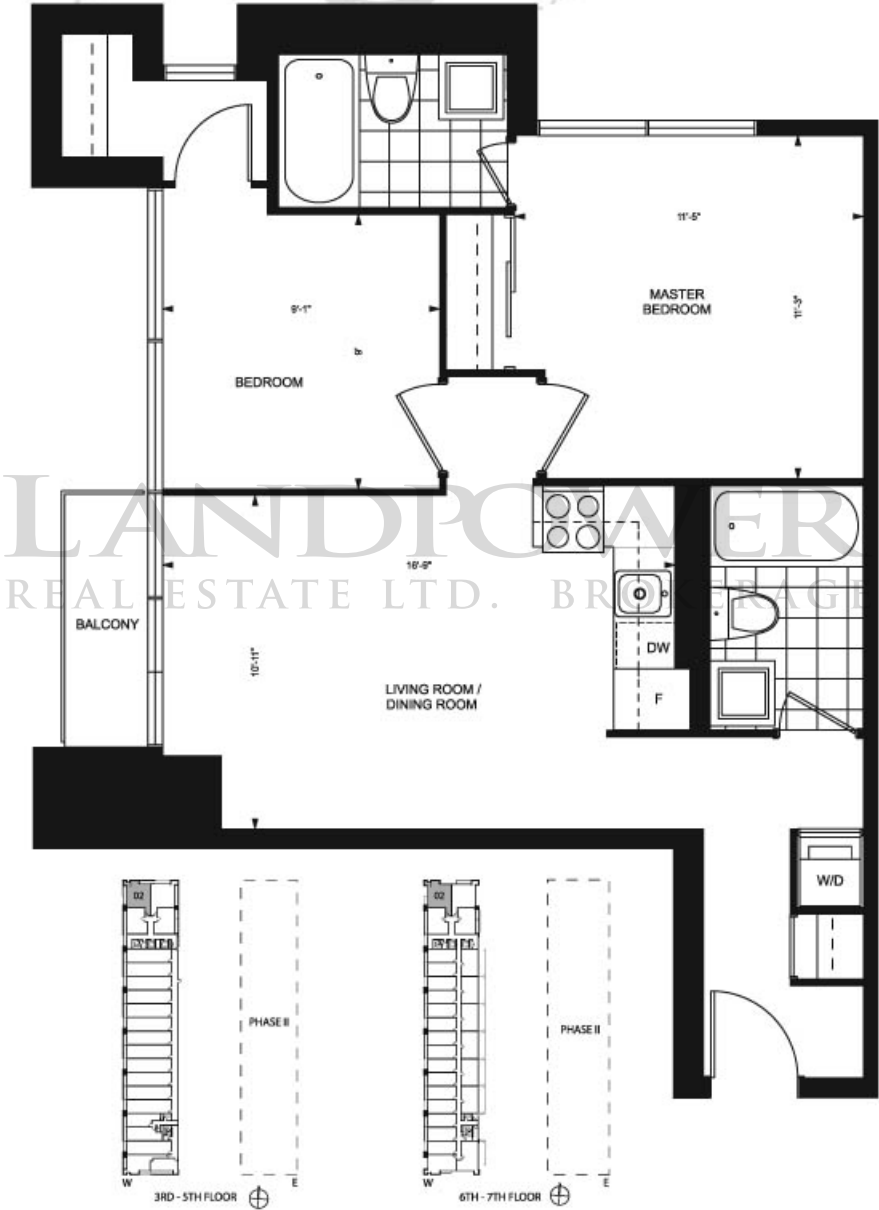 11'-5"
MASTER
BEDROOM
11'-3"
9'-1"
9'
BEDROOM
LANDPOWER
REAL ESTATE LTD. BROKERAGE
16'-9"
BALCONY
DW
10'-11"
LIVING ROOM /
DINING ROOM
F
W/D
02
02
PHASE II
PHASE II
W
E
W
E
3RD - 5TH FLOOR
6TH - 7TH FLOOR